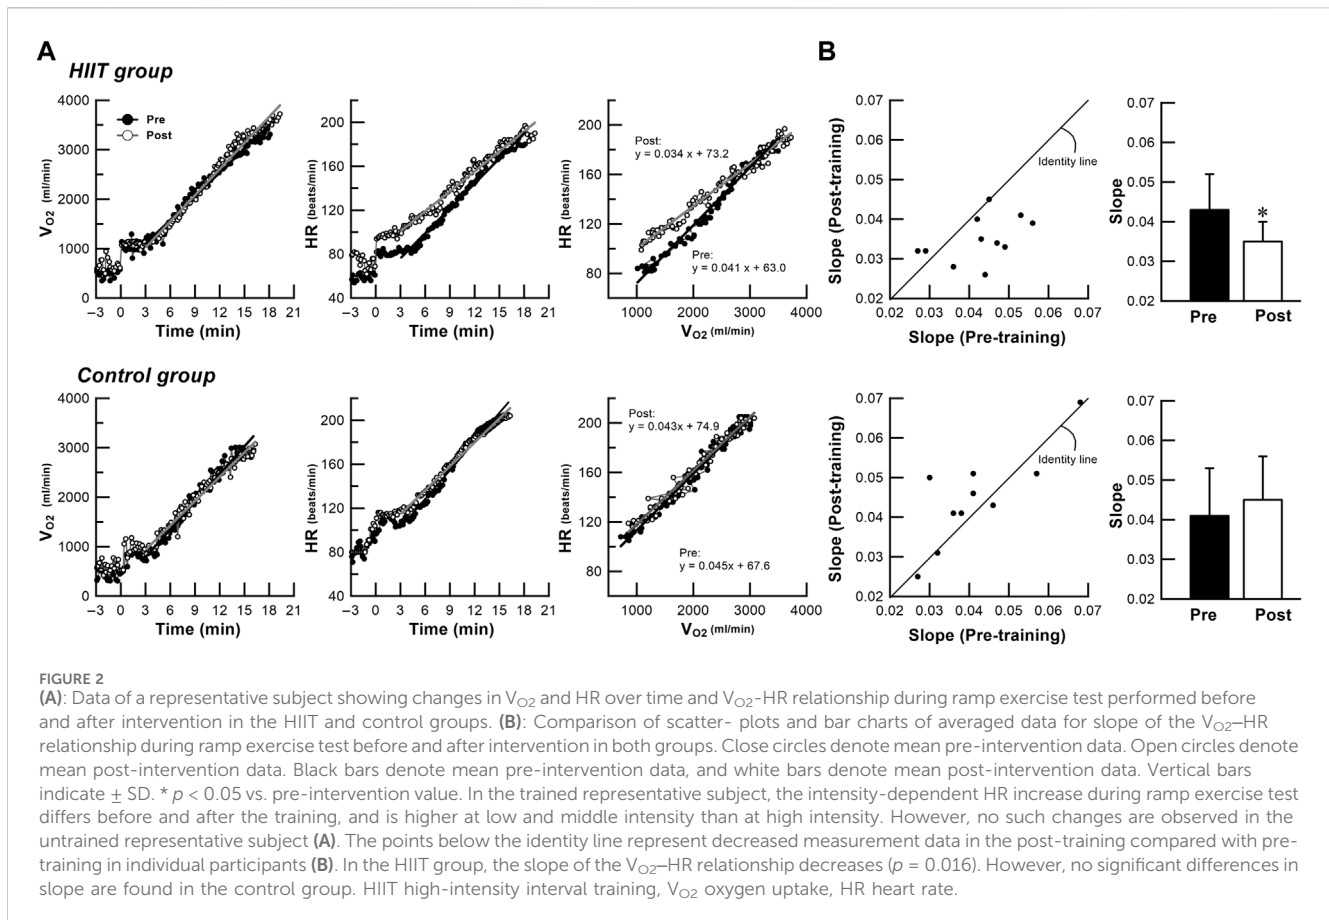 A
B
HIIT group
4000
3000
2000
1000
0
Pre
Post
VO2 (ml/min)
−3 0 3 6 9 12 15 18 21
Time (min)
200
160
120
80
40
HR (beats/min)
−3 0 3 6 9 12 15 18 21
Time (min)
200
160
120
80
HR (beats/min)
Post:
y = 0.034 x + 73.2
Pre:
y = 0.041 x + 63.0
1000 2000 3000 4000
VO2 (ml/min)
0.07
0.06
0.05
0.04
0.03
0.02
Slope (Post-training)
Identity line
0.02 0.03 0.04 0.05 0.06 0.07
Slope (Pre-training)
0.07
0.06
0.05
0.04
0.03
0.02
Slope
*
Pre Post
Control group
4000
3000
2000
1000
0
VO2 (ml/min)
−3 0 3 6 9 12 15 18 21
Time (min)
200
160
120
80
40
HR (beats/min)
−3 0 3 6 9 12 15 18 21
Time (min)
200
160
120
80
HR (beats/min)
Post:
y = 0.043x + 74.9
Pre:
y = 0.045x + 67.6
1000 2000 3000 4000
VO2 (ml/min)
0.07
0.06
0.05
0.04
0.03
0.02
Slope (Post-training)
Identity line
0.02 0.03 0.04 0.05 0.06 0.07
Slope (Pre-training)
0.07
0.06
0.05
0.04
0.03
0.02
Slope
Pre Post
FIGURE 2
(A): Data of a representative subject showing changes in VO2 and HR over time and VO2-HR relationship during ramp exercise test performed before
and after intervention in the HIIT and control groups. (B): Comparison of scatter- plots and bar charts of averaged data for slope of the VO2–HR
relationship during ramp exercise test before and after intervention in both groups. Close circles denote mean pre-intervention data. Open circles denote
mean post-intervention data. Black bars denote mean pre-intervention data, and white bars denote mean post-intervention data. Vertical bars
indicate ± SD. * p < 0.05 vs. pre-intervention value. In the trained representative subject, the intensity-dependent HR increase during ramp exercise test
differs before and after the training, and is higher at low and middle intensity than at high intensity. However, no such changes are observed in the
untrained representative subject (A). The points below the identity line represent decreased measurement data in the post-training compared with pre-
training in individual participants (B). In the HIIT group, the slope of the VO2–HR relationship decreases (p = 0.016). However, no significant differences in
slope are found in the control group. HIIT high-intensity interval training, VO2 oxygen uptake, HR heart rate.